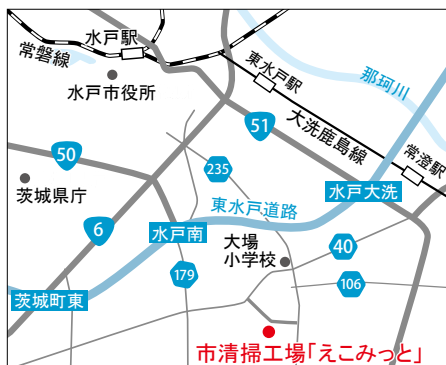 水戸駅
常磐線
水戸市役所
東水戸駅
那珂川
大洗鹿島線
常澄駅
51
50
235
茨城県庁
水戸大洗
東水戸道路
6
水戸南
大場
小学校
40
179
106
茨城町東
市清掃工場「えこみっと」